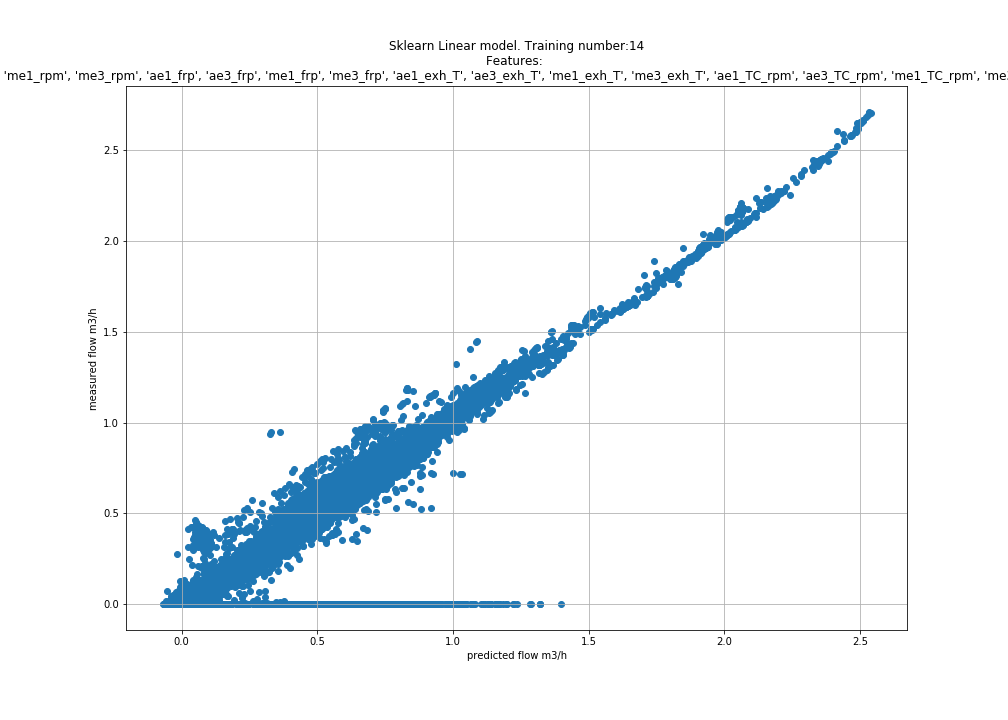 Sklearn Linear model. Training number:14
Features:
'me1_rpm', 'me3_rpm', 'ae1_frp', 'ae3_frp', 'me1_frp', 'me3_frp', 'ae1_exh_T', 'ae3_exh_T', 'me1_exh_T', 'me3_exh_T', 'ae1_TC_rpm', 'ae3_TC_rpm', 'me1_TC_rpm', 'me
2.5
2.0
measured flow m3/h
1.5
1.0
0.5
0.0
0.0 0.5 1.0 1.5 2.0 2.5
predicted flow m3/h